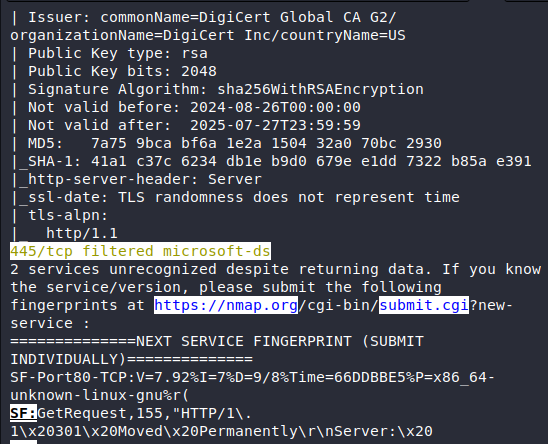 | Issuer: commonName=DigiCert Global CA G2/
organizationName=DigiCert Inc/countryName=US
| Public Key type: rsa
| Public Key bits: 2048
| Signature Algorithm: sha256WithRSAEncryption
| Not valid before: 2024-08-26T00:00:00
| Not valid after:  2025-07-27T23:59:59
| MD5:   7a75 9bca bf6a 1e2a 1504 32a0 70bc 2930
|_SHA-1: 41a1 c37c 6234 db1e b9d0 679e e1dd 7322 b85a e391
|_http-server-header: Server
|_ssl-date: TLS randomness does not represent time
| tls-alpn:
|_  http/1.1
445/tcp filtered microsoft-ds
2 services unrecognized despite returning data. If you know
the service/version, please submit the following
fingerprints at https://nmap.org/cgi-bin/submit.cgi?new-
service :
==============NEXT SERVICE FINGERPRINT (SUBMIT
INDIVIDUALLY)==============
SF-Port80-TCP:V=7.92%I=7%D=9/8%Time=66DDBBE5%P=x86_64-
unknown-linux-gnu%r(
SF:GetRequest,155,"HTTP/1\.
1\x20301\x20Moved\x20Permanently\r\nServer:\x20